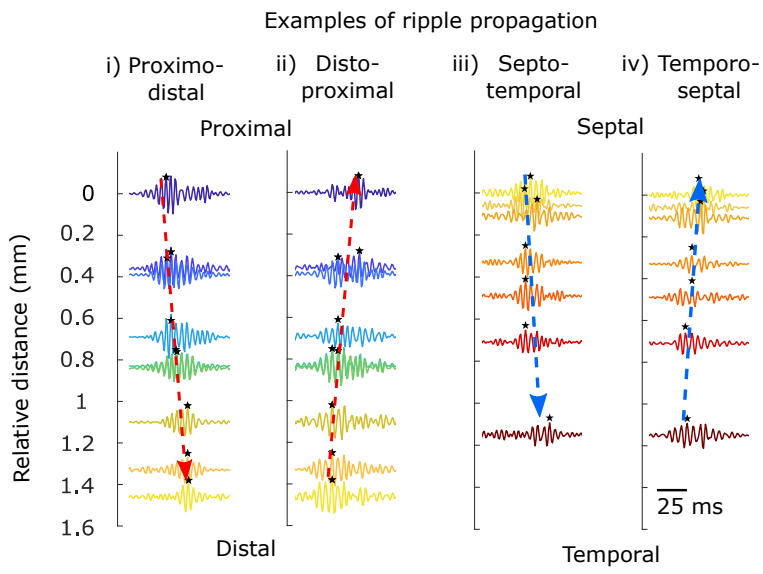 Examples of ripple propagation
i) Proximo-
distal
ii) Disto-
proximal
iii) Septo-
temporal
iv) Temporo-
septal
Proximal
Septal
Relative distance (mm)
0
0.2
0.4
0.6
0.8
1
1.2
1.4
1.6
25 ms
Distal
Temporal